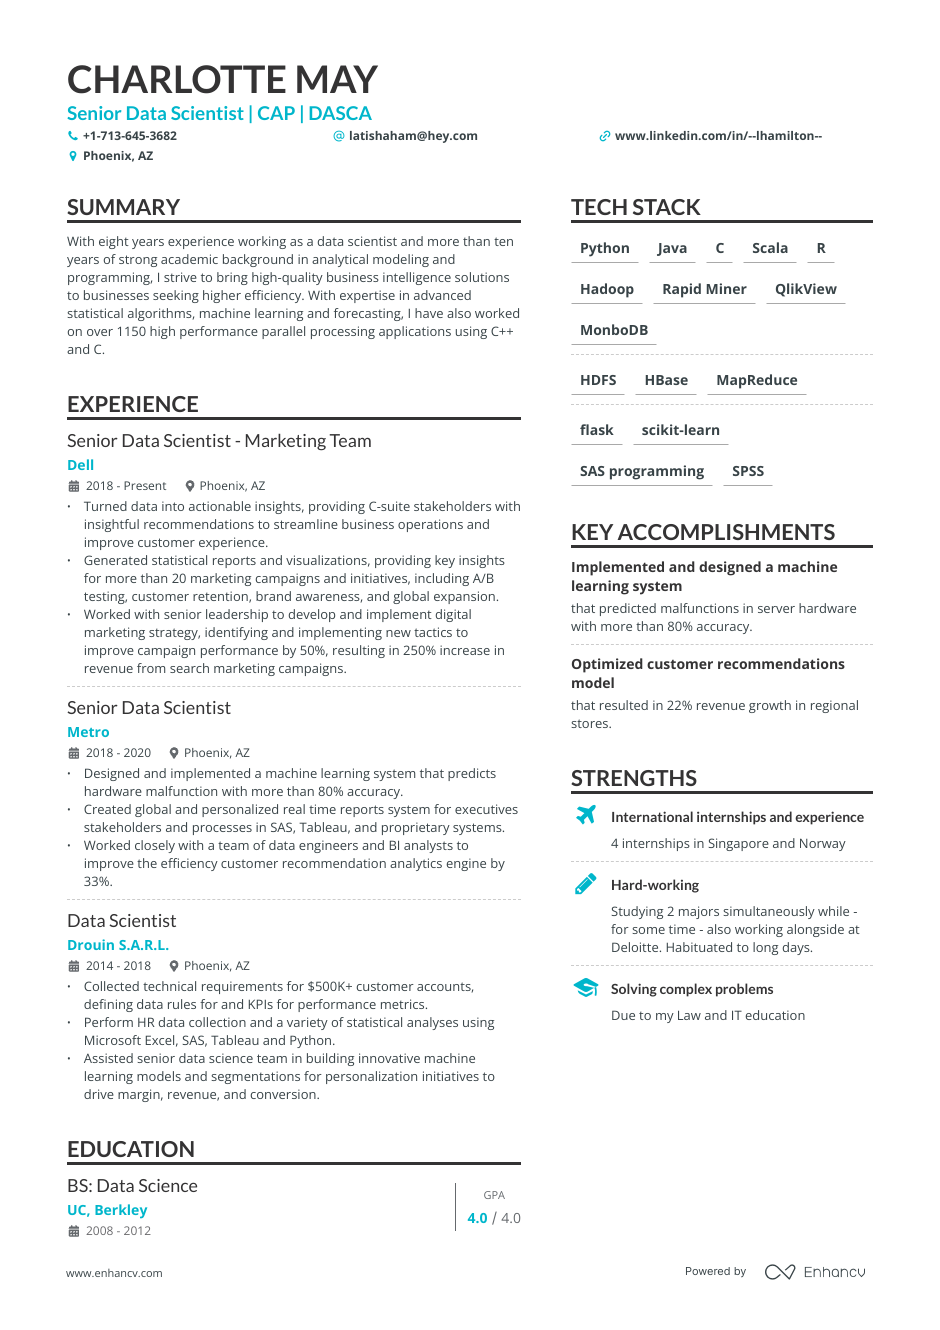 CHARLOTTE MAY
Senior Data Scientist | CAP | DASCA
+1-713-645-3682
latishaham@hey.com
www.linkedin.com/in/--lhamilton--
Phoenix, AZ
SUMMARY
With eight years experience working as a data scientist and more than ten
years of strong academic background in analytical modeling and
programming, I strive to bring high-quality business intelligence solutions
to businesses seeking higher efficiency. With expertise in advanced
statistical algorithms, machine learning and forecasting, I have also worked
on over 1150 high performance parallel processing applications using C++
and C.
EXPERIENCE
Senior Data Scientist - Marketing Team
Dell
2018 - Present Phoenix, AZ
• Turned data into actionable insights, providing C-suite stakeholders with
insightful recommendations to streamline business operations and
improve customer experience.
• Generated statistical reports and visualizations, providing key insights
for more than 20 marketing campaigns and initiatives, including A/B
testing, customer retention, brand awareness, and global expansion.
• Worked with senior leadership to develop and implement digital
marketing strategy, identifying and implementing new tactics to
improve campaign performance by 50%, resulting in 250% increase in
revenue from search marketing campaigns.
Senior Data Scientist
Metro
2018 - 2020 Phoenix, AZ
• Designed and implemented a machine learning system that predicts
hardware malfunction with more than 80% accuracy.
• Created global and personalized real time reports system for executives
stakeholders and processes in SAS, Tableau, and proprietary systems.
• Worked closely with a team of data engineers and BI analysts to
improve the efficiency customer recommendation analytics engine by
33%.
Data Scientist
Drouin S.A.R.L.
2014 - 2018 Phoenix, AZ
• Collected technical requirements for $500K+ customer accounts,
defining data rules for and KPIs for performance metrics.
• Perform HR data collection and a variety of statistical analyses using
Microsoft Excel, SAS, Tableau and Python.
• Assisted senior data science team in building innovative machine
learning models and segmentations for personalization initiatives to
drive margin, revenue, and conversion.
EDUCATION
BS: Data Science
UC, Berkley
2008 - 2012
GPA
4.0 / 4.0
TECH STACK
Python Java C Scala R
Hadoop Rapid Miner QlikView
MonboDB
HDFS HBase MapReduce
flask scikit-learn
SAS programming SPSS
KEY ACCOMPLISHMENTS
Implemented and designed a machine
learning system
that predicted malfunctions in server hardware
with more than 80% accuracy.
Optimized customer recommendations
model
that resulted in 22% revenue growth in regional
stores.
STRENGTHS
International internships and experience
4 internships in Singapore and Norway
Hard-working
Studying 2 majors simultaneously while -
for some time - also working alongside at
Deloitte. Habituated to long days.
Solving complex problems
Due to my Law and IT education
www.enhancv.com
Powered by Enhancv